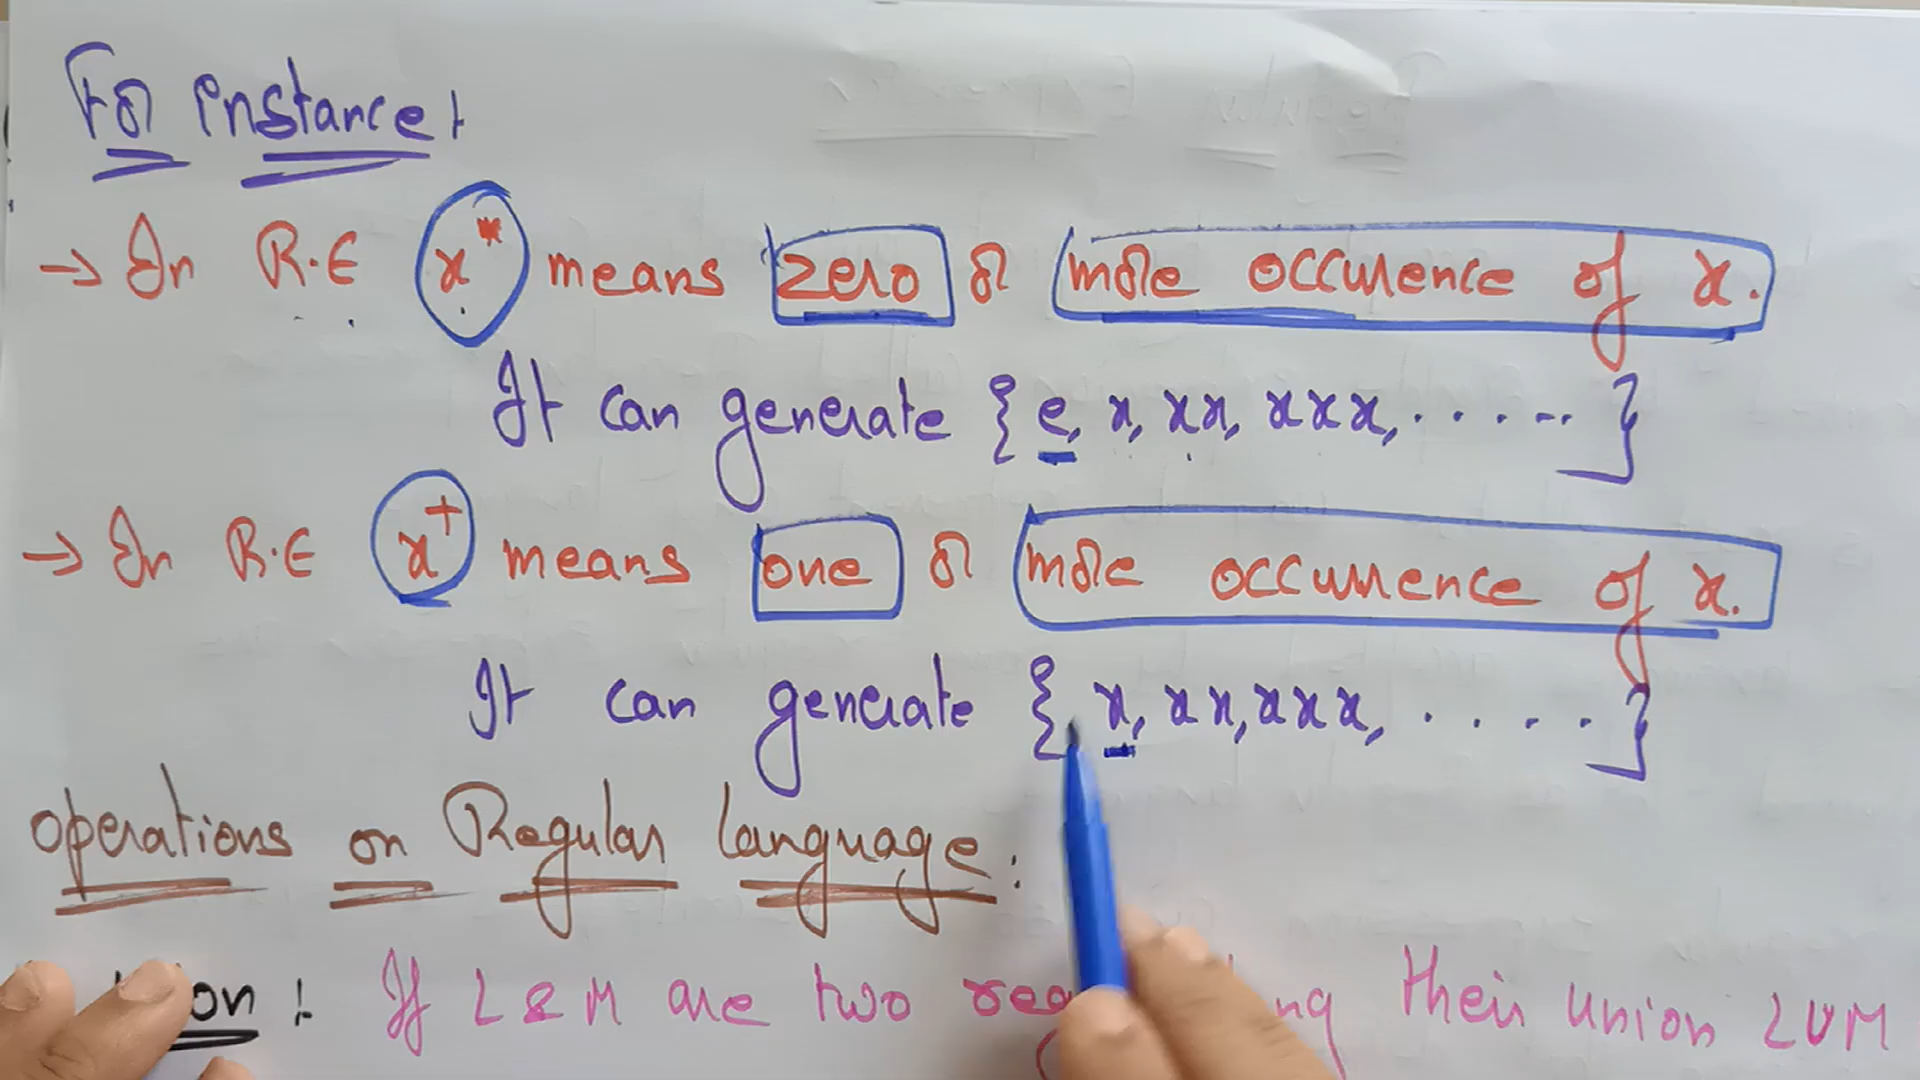 For instance:
→ In R.E x* means zero or more occurence of x.
It can generate {e, x, xx, xxx, ......}
→ In R.E x+ means one or more occurrence of x.
It can generate {x, xx, xxx, ....}
operations on Regular language:
on : If L & M are two their union LUM